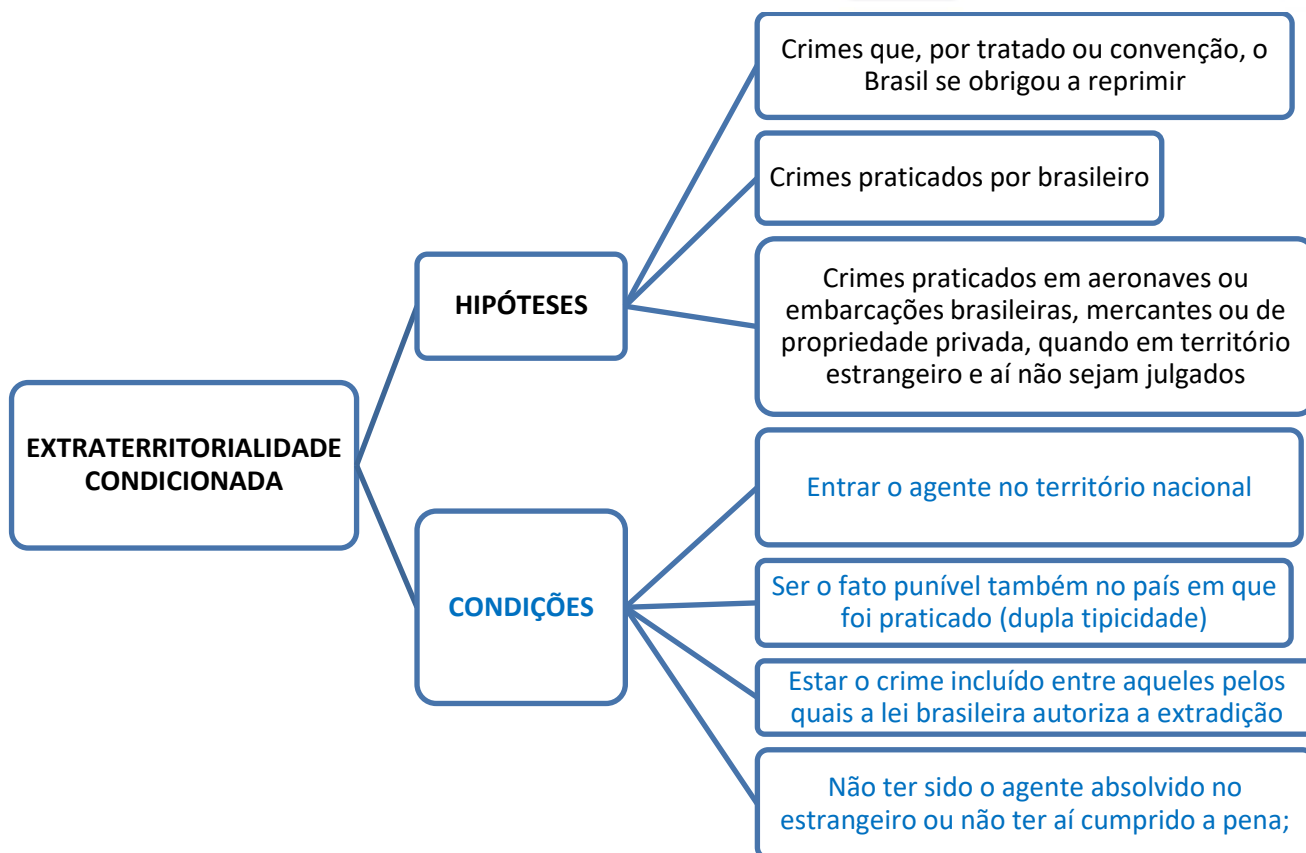 EXTRATERRITORIALIDADE
CONDICIONADA
HIPÓTESES
Crimes que, por tratado ou convenção, o
Brasil se obrigou a reprimir
Crimes praticados por brasileiro
Crimes praticados em aeronaves ou
embarcações brasileiras, mercantes ou de
propriedade privada, quando em território
estrangeiro e aí não sejam julgados
CONDIÇÕES
Entrar o agente no território nacional
Ser o fato punível também no país em que
foi praticado (dupla tipicidade)
Estar o crime incluído entre aqueles pelos
quais a lei brasileira autoriza a extradição
Não ter sido o agente absolvido no
estrangeiro ou não ter aí cumprido a pena;